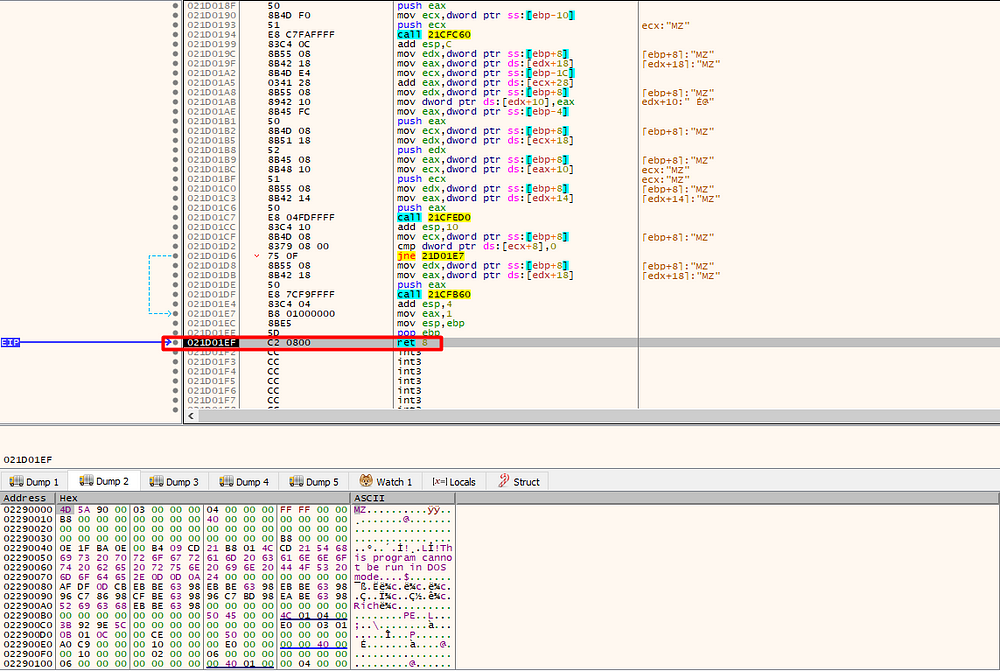 021D018F 50 push eax
021D0190 8B4D F0 mov ecx,dword ptr ss:[ebp-10]
021D0193 51 push ecx ecx:"MZ"
021D0194 E8 C7FAFFFF call 21CFC60
021D0199 83C4 0C add esp,C
021D019C 8B55 08 mov edx,dword ptr ss:[ebp+8] [ebp+8]:"MZ"
021D019F 8B42 18 mov eax,dword ptr ds:[edx+18] [edx+18]:"MZ"
021D01A2 8B4D E4 mov ecx,dword ptr ss:[ebp-1C]
021D01A5 0341 28 add eax,dword ptr ds:[ecx+28]
021D01A8 8B55 08 mov edx,dword ptr ss:[ebp+8] [ebp+8]:"MZ"
021D01AB 8942 10 mov dword ptr ds:[edx+10],eax edx+10:" É@"
021D01AE 8B45 FC mov eax,dword ptr ss:[ebp-4]
021D01B1 50 push eax
021D01B2 8B4D 08 mov ecx,dword ptr ss:[ebp+8] [ebp+8]:"MZ"
021D01B5 8B51 18 mov edx,dword ptr ds:[ecx+18]
021D01B8 52 push edx
021D01B9 8B45 08 mov eax,dword ptr ss:[ebp+8] [ebp+8]:"MZ"
021D01BC 8B48 10 mov ecx,dword ptr ds:[eax+10] ecx:"MZ"
021D01BF 51 push ecx ecx:"MZ"
021D01C0 8B55 08 mov edx,dword ptr ss:[ebp+8] [ebp+8]:"MZ"
021D01C3 8B42 14 mov eax,dword ptr ds:[edx+14] [edx+14]:"MZ"
021D01C6 50 push eax
021D01C7 E8 04FDFFFF call 21CFED0
021D01CC 83C4 10 add esp,10
021D01CF 8B4D 08 mov ecx,dword ptr ss:[ebp+8] [ebp+8]:"MZ"
021D01D2 8379 08 00 cmp dword ptr ds:[ecx+8],0
021D01D6 75 0F jne 21D01E7
021D01D8 8B55 08 mov edx,dword ptr ss:[ebp+8] [ebp+8]:"MZ"
021D01DB 8B42 18 mov eax,dword ptr ds:[edx+18] [edx+18]:"MZ"
021D01DE 50 push eax
021D01DF E8 7CF9FFFF call 21CFB60
021D01E4 83C4 04 add esp,4
021D01E7 B8 01000000 mov eax,1
021D01EC 8BE5 mov esp,ebp
021D01EE 5D pop ebp
EIP 021D01EF C2 0800 ret 8
021D01F2 CC int3
021D01F3 CC int3
021D01F4 CC int3
021D01F5 CC int3
021D01F6 CC int3
021D01F7 CC int3
021D01EF
Dump 1 Dump 2 Dump 3 Dump 4 Dump 5 Watch 1 [x=] Locals Struct
Address Hex ASCII
02290000 4D 5A 90 00 03 00 00 00 04 00 00 00 FF FF 00 00 MZ..........ÿÿ..
02290010 B8 00 00 00 00 00 00 00 40 00 00 00 00 00 00 00 ¸.......@.......
02290020 00 00 00 00 00 00 00 00 00 00 00 00 00 00 00 00 ................
02290030 00 00 00 00 00 00 00 00 00 00 00 00 B8 00 00 00 ............¸...
02290040 0E 1F BA 0E 00 B4 09 CD 21 B8 01 4C CD 21 54 68 ..º..´.Í!¸.LÍ!Th
02290050 69 73 20 70 72 6F 67 72 61 6D 20 63 61 6E 6E 6F is program canno
02290060 74 20 62 65 20 72 75 6E 20 69 6E 20 44 4F 53 20 t be run in DOS
02290070 6D 6F 64 65 2E 0D 0D 0A 24 00 00 00 00 00 00 00 mode....$.......
02290080 AF DF 0D CB EB BE 63 98 EB BE 63 98 EB BE 63 98 ¯ß.Ëë¾c.ë¾c.ë¾c.
02290090 96 C7 86 98 CF BE 63 98 96 C7 BD 98 EA BE 63 98 .Ç..Ï¾c..Ç½.ê¾c.
022900A0 52 69 63 68 EB BE 63 98 00 00 00 00 00 00 00 00 Richë¾c.........
022900B0 00 00 00 00 00 00 00 00 50 45 00 00 4C 01 04 00 ........PE..L...
022900C0 3B 92 9E 5C 00 00 00 00 00 00 00 00 E0 00 03 01 ;..\........à...
022900D0 0B 01 0C 00 00 CE 00 00 00 50 00 00 00 00 00 00 .....Î...P......
022900E0 A0 C9 00 00 00 10 00 00 00 E0 00 00 00 00 40 00 É.......à....@.
022900F0 00 10 00 00 00 02 00 00 06 00 00 00 00 00 00 00 ................
02290100 06 00 00 00 00 00 00 00 00 40 01 00 00 04 00 00 .........@......